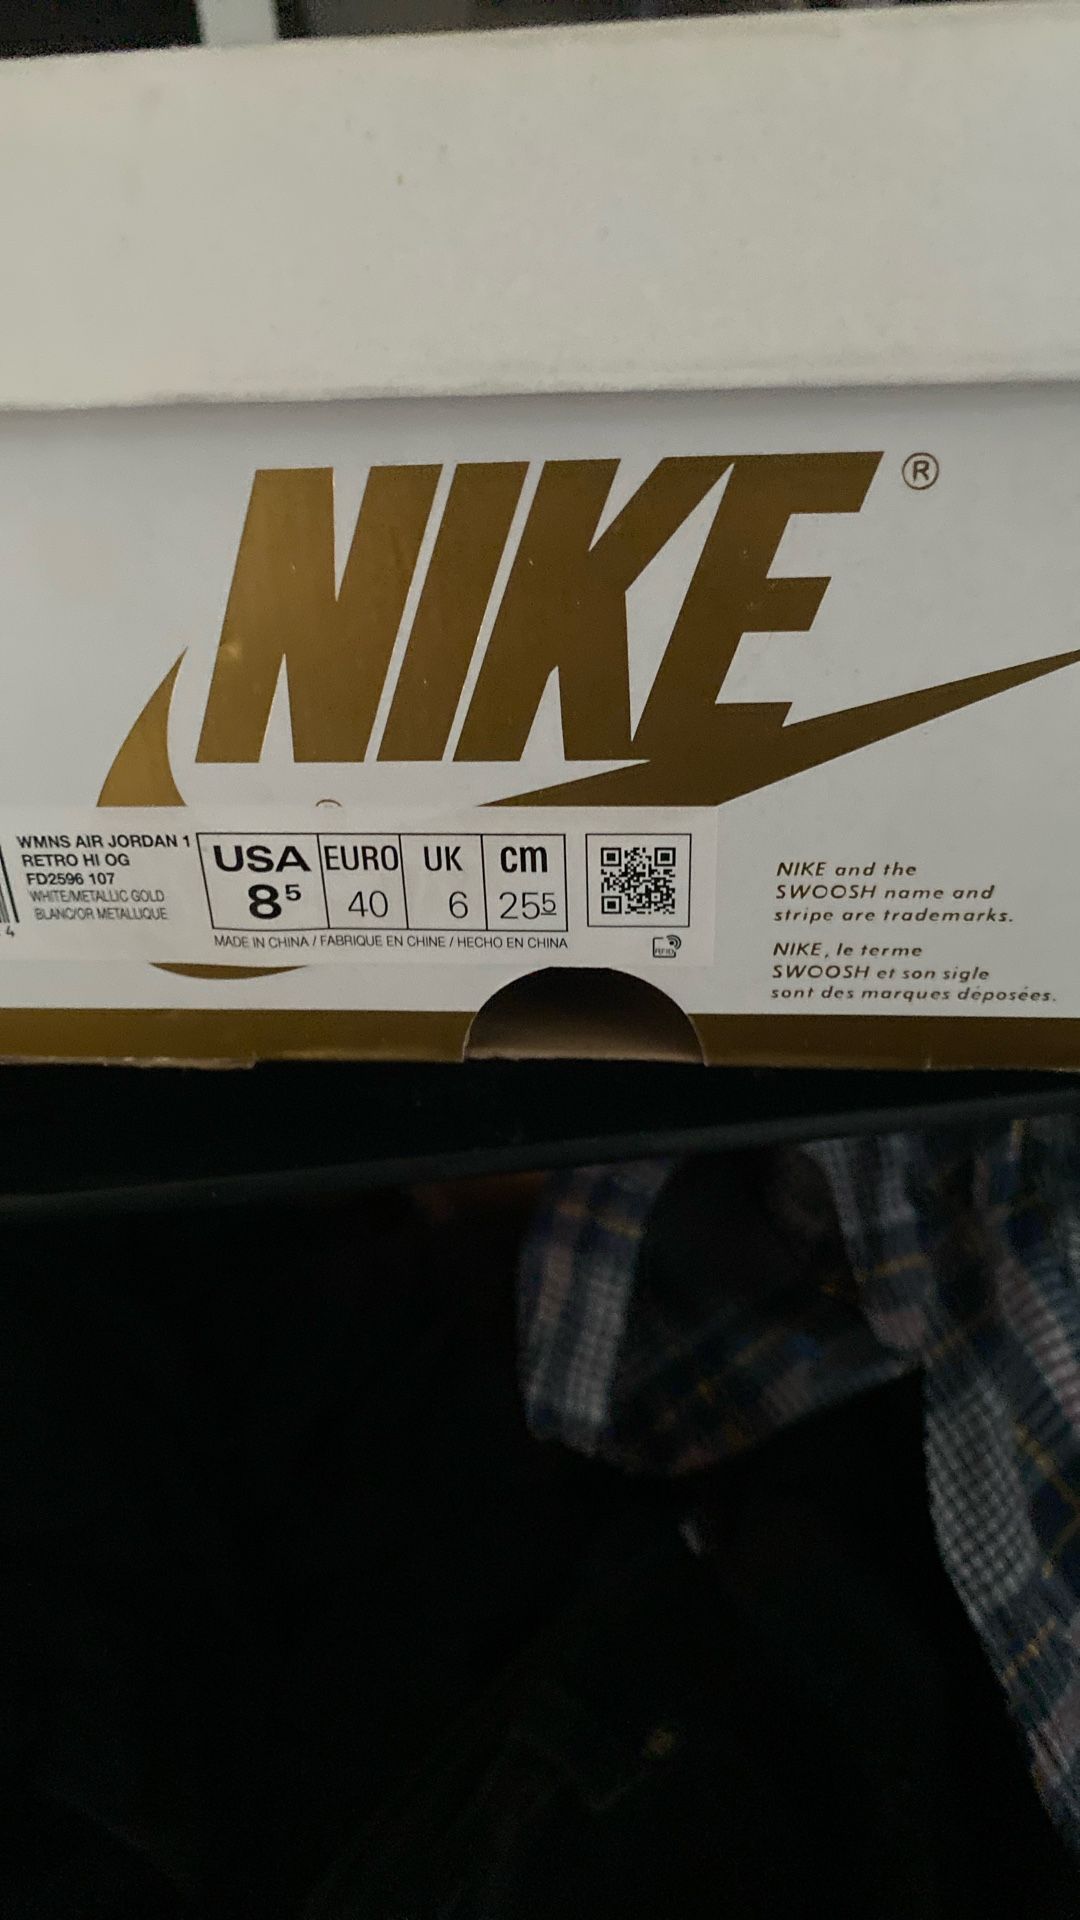 NIKE ®
WMNS AIR JORDAN 1
RETRO HI OG
FD2596 107
WHITE/METALLIC GOLD
BLANC/OR METALLIQUE
4
USA EURO UK cm
8⁵ 40 6 25⁵
MADE IN CHINA / FABRIQUE EN CHINE / HECHO EN CHINA
RFID
NIKE and the
SWOOSH name and
stripe are trademarks.
NIKE, le terme
SWOOSH et son sigle
sont des marques déposées.